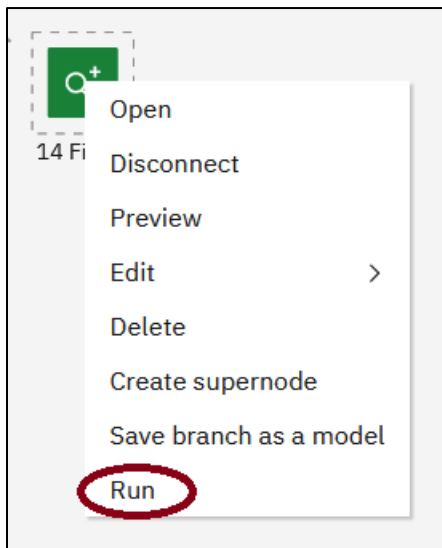 Open
14 Fi
Disconnect
Preview
Edit
Delete
Create supernode
Save branch as a model
Run